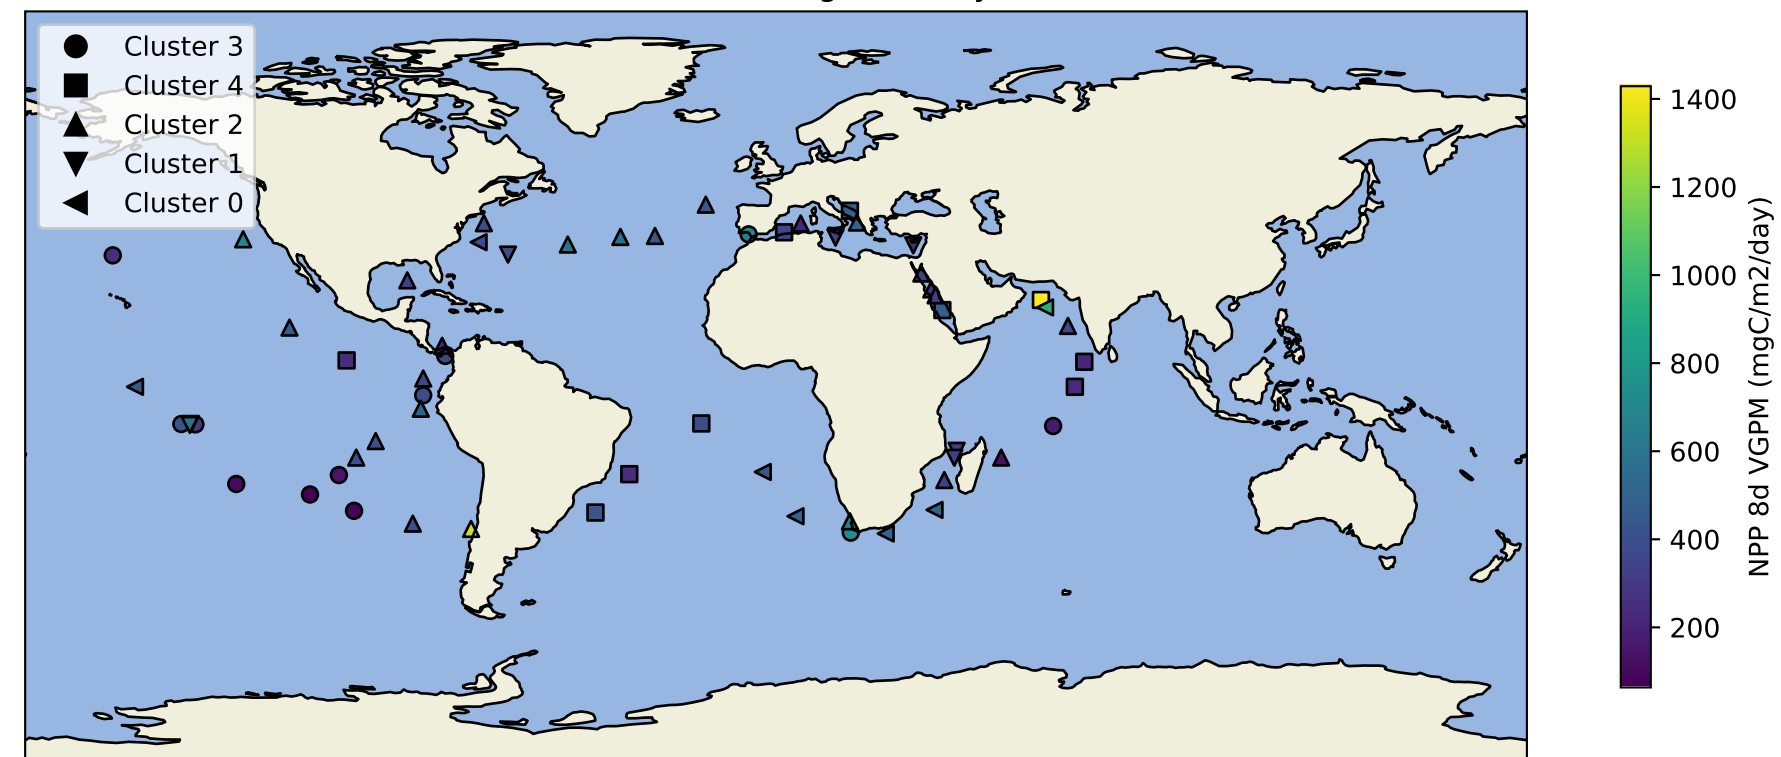 Cluster 3
Cluster 4
Cluster 2
Cluster 1
Cluster 0
1400
1200
1000
800
600
400
200
NPP 8d VGPM (mgC/m2/day)